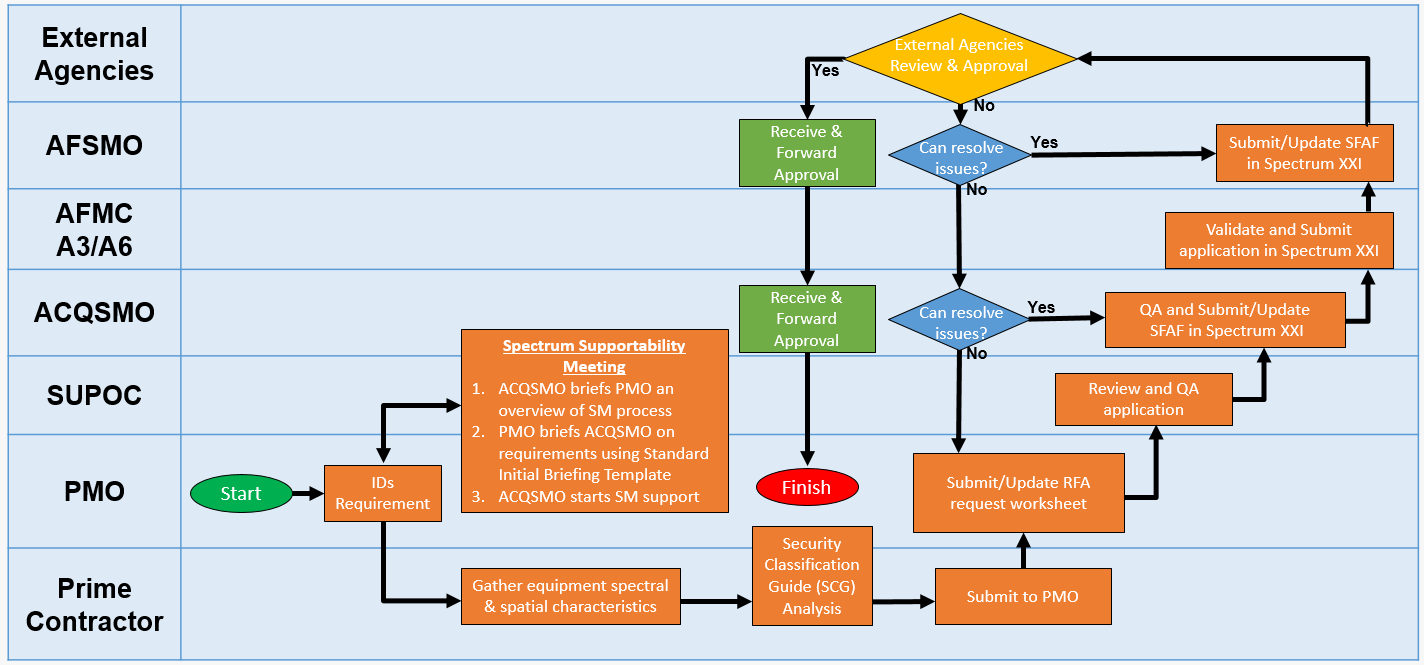 External
Agencies
External Agencies
Review & Approval
Yes
No
AFSMO
Receive &
Forward
Approval
Can resolve
issues?
Yes
No
Submit/Update SFAF
in Spectrum XXI
AFMC
A3/A6
Validate and Submit
application in Spectrum XXI
ACQSMO
Receive &
Forward
Approval
Can resolve
issues?
Yes
No
QA and Submit/Update
SFAF in Spectrum XXI
SUPOC
Spectrum Supportability
Meeting
1. ACQSMO briefs PMO an
overview of SM process
2. PMO briefs ACQSMO on
requirements using Standard
Initial Briefing Template
3. ACQSMO starts SM support
Review and QA
application
PMO
Start
IDs
Requirement
Finish
Submit/Update RFA
request worksheet
Prime
Contractor
Gather equipment spectral
& spatial characteristics
Security
Classification
Guide (SCG)
Analysis
Submit to PMO